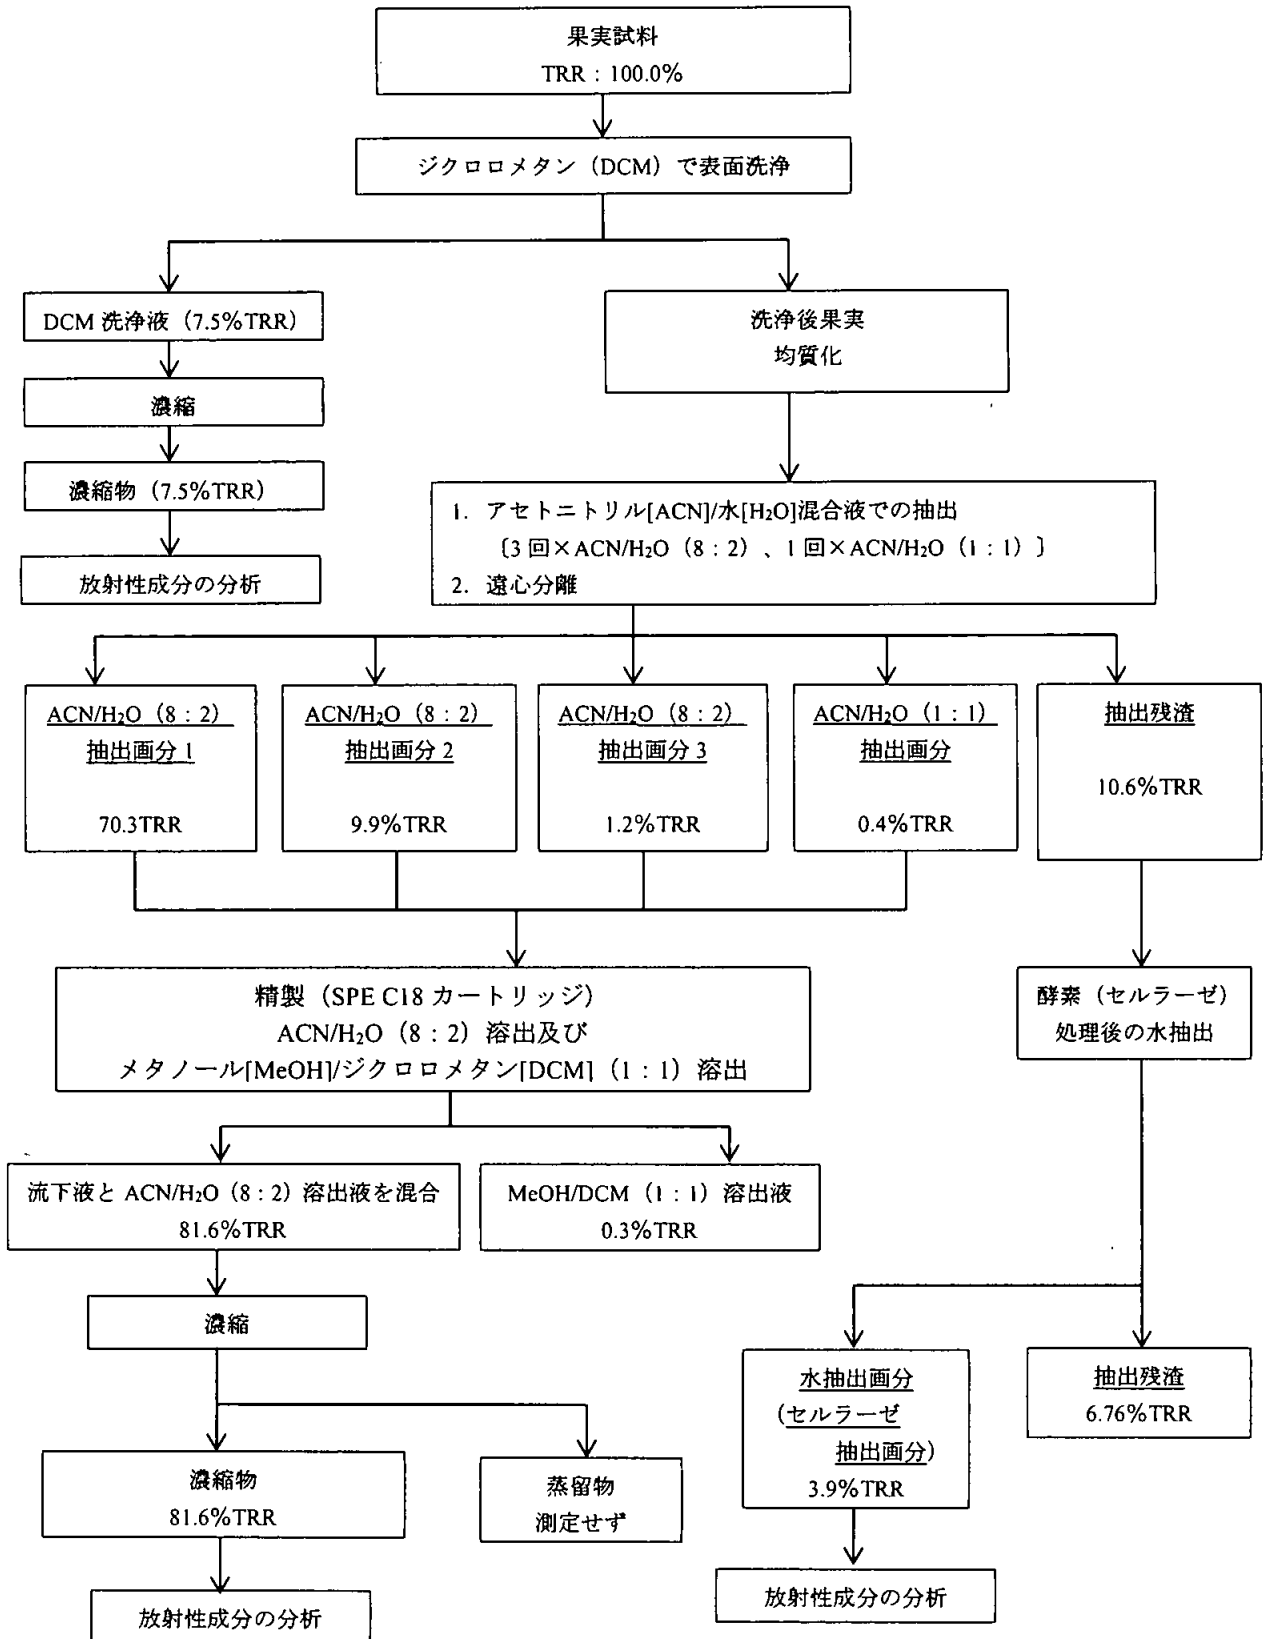 果実試料
TRR：100.0%
ジクロロメタン（DCM）で表面洗浄
DCM 洗浄液（7.5%TRR）
濃縮
濃縮物（7.5%TRR）
放射性成分の分析
洗浄後果実
均質化
1. アセトニトリル[ACN]/水[H₂O]混合液での抽出
〔3 回×ACN/H₂O（8：2）、1 回×ACN/H₂O（1：1）〕
2. 遠心分離
ACN/H₂O（8：2）
抽出画分 1
70.3TRR
ACN/H₂O（8：2）
抽出画分 2
9.9%TRR
ACN/H₂O（8：2）
抽出画分 3
1.2%TRR
ACN/H₂O（1：1）
抽出画分
0.4%TRR
抽出残渣
10.6%TRR
精製（SPE C18 カートリッジ）
ACN/H₂O（8：2）溶出及び
メタノール[MeOH]/ジクロロメタン[DCM]（1：1）溶出
酵素（セルラーゼ）
処理後の水抽出
流下液と ACN/H₂O（8：2）溶出液を混合
81.6%TRR
MeOH/DCM（1：1）溶出液
0.3%TRR
濃縮
濃縮物
81.6%TRR
蒸留物
測定せず
放射性成分の分析
水抽出画分
（セルラーゼ
抽出画分）
3.9%TRR
抽出残渣
6.76%TRR
放射性成分の分析